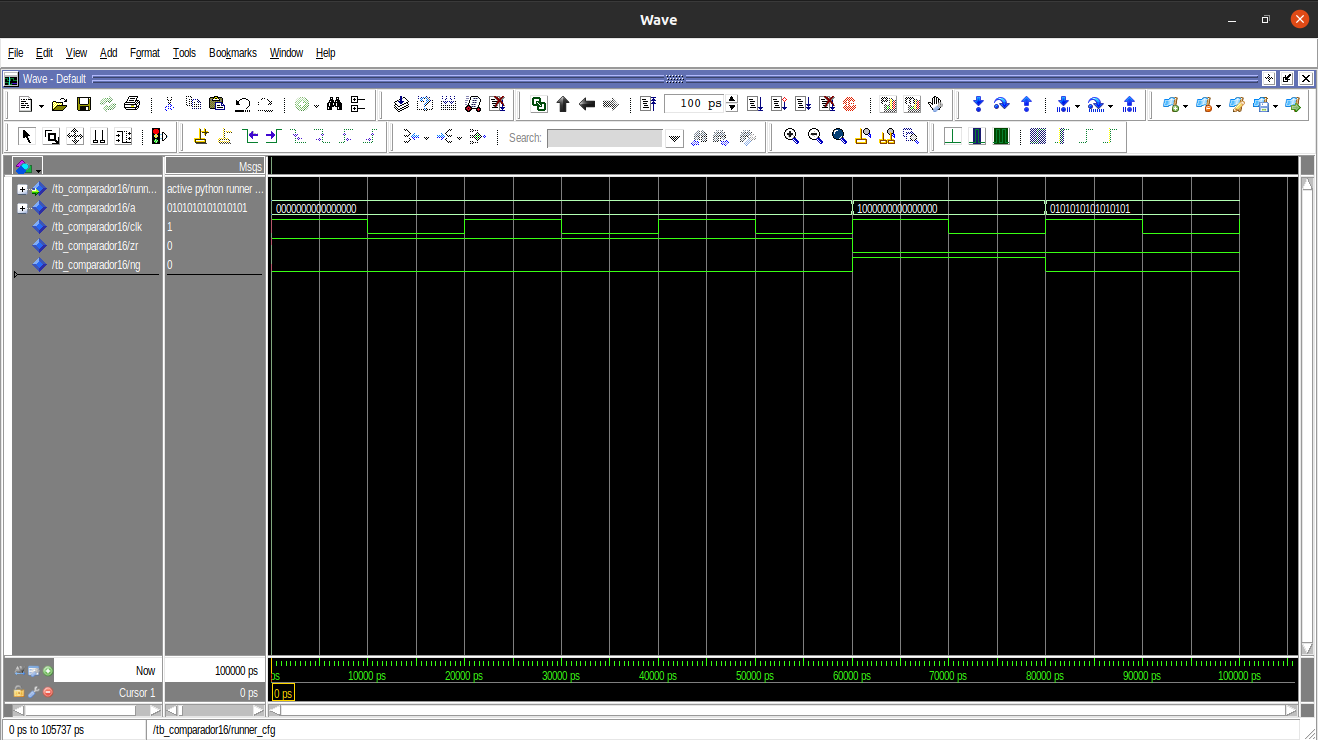 Wave
File Edit View Add Format Tools Bookmarks Window Help
Wave - Default
100 ps
Search:
Msgs
/tb_comparador16/runn... active python runner ...
/tb_comparador16/a 0101010101010101 0000000000000000 1000000000000000 0101010101010101
/tb_comparador16/clk 1
/tb_comparador16/zr 0
/tb_comparador16/ng 0
Now 100000 ps ps 10000 ps 20000 ps 30000 ps 40000 ps 50000 ps 60000 ps 70000 ps 80000 ps 90000 ps 100000 ps
Cursor 1 0 ps 0 ps
0 ps to 105737 ps /tb_comparador16/runner_cfg